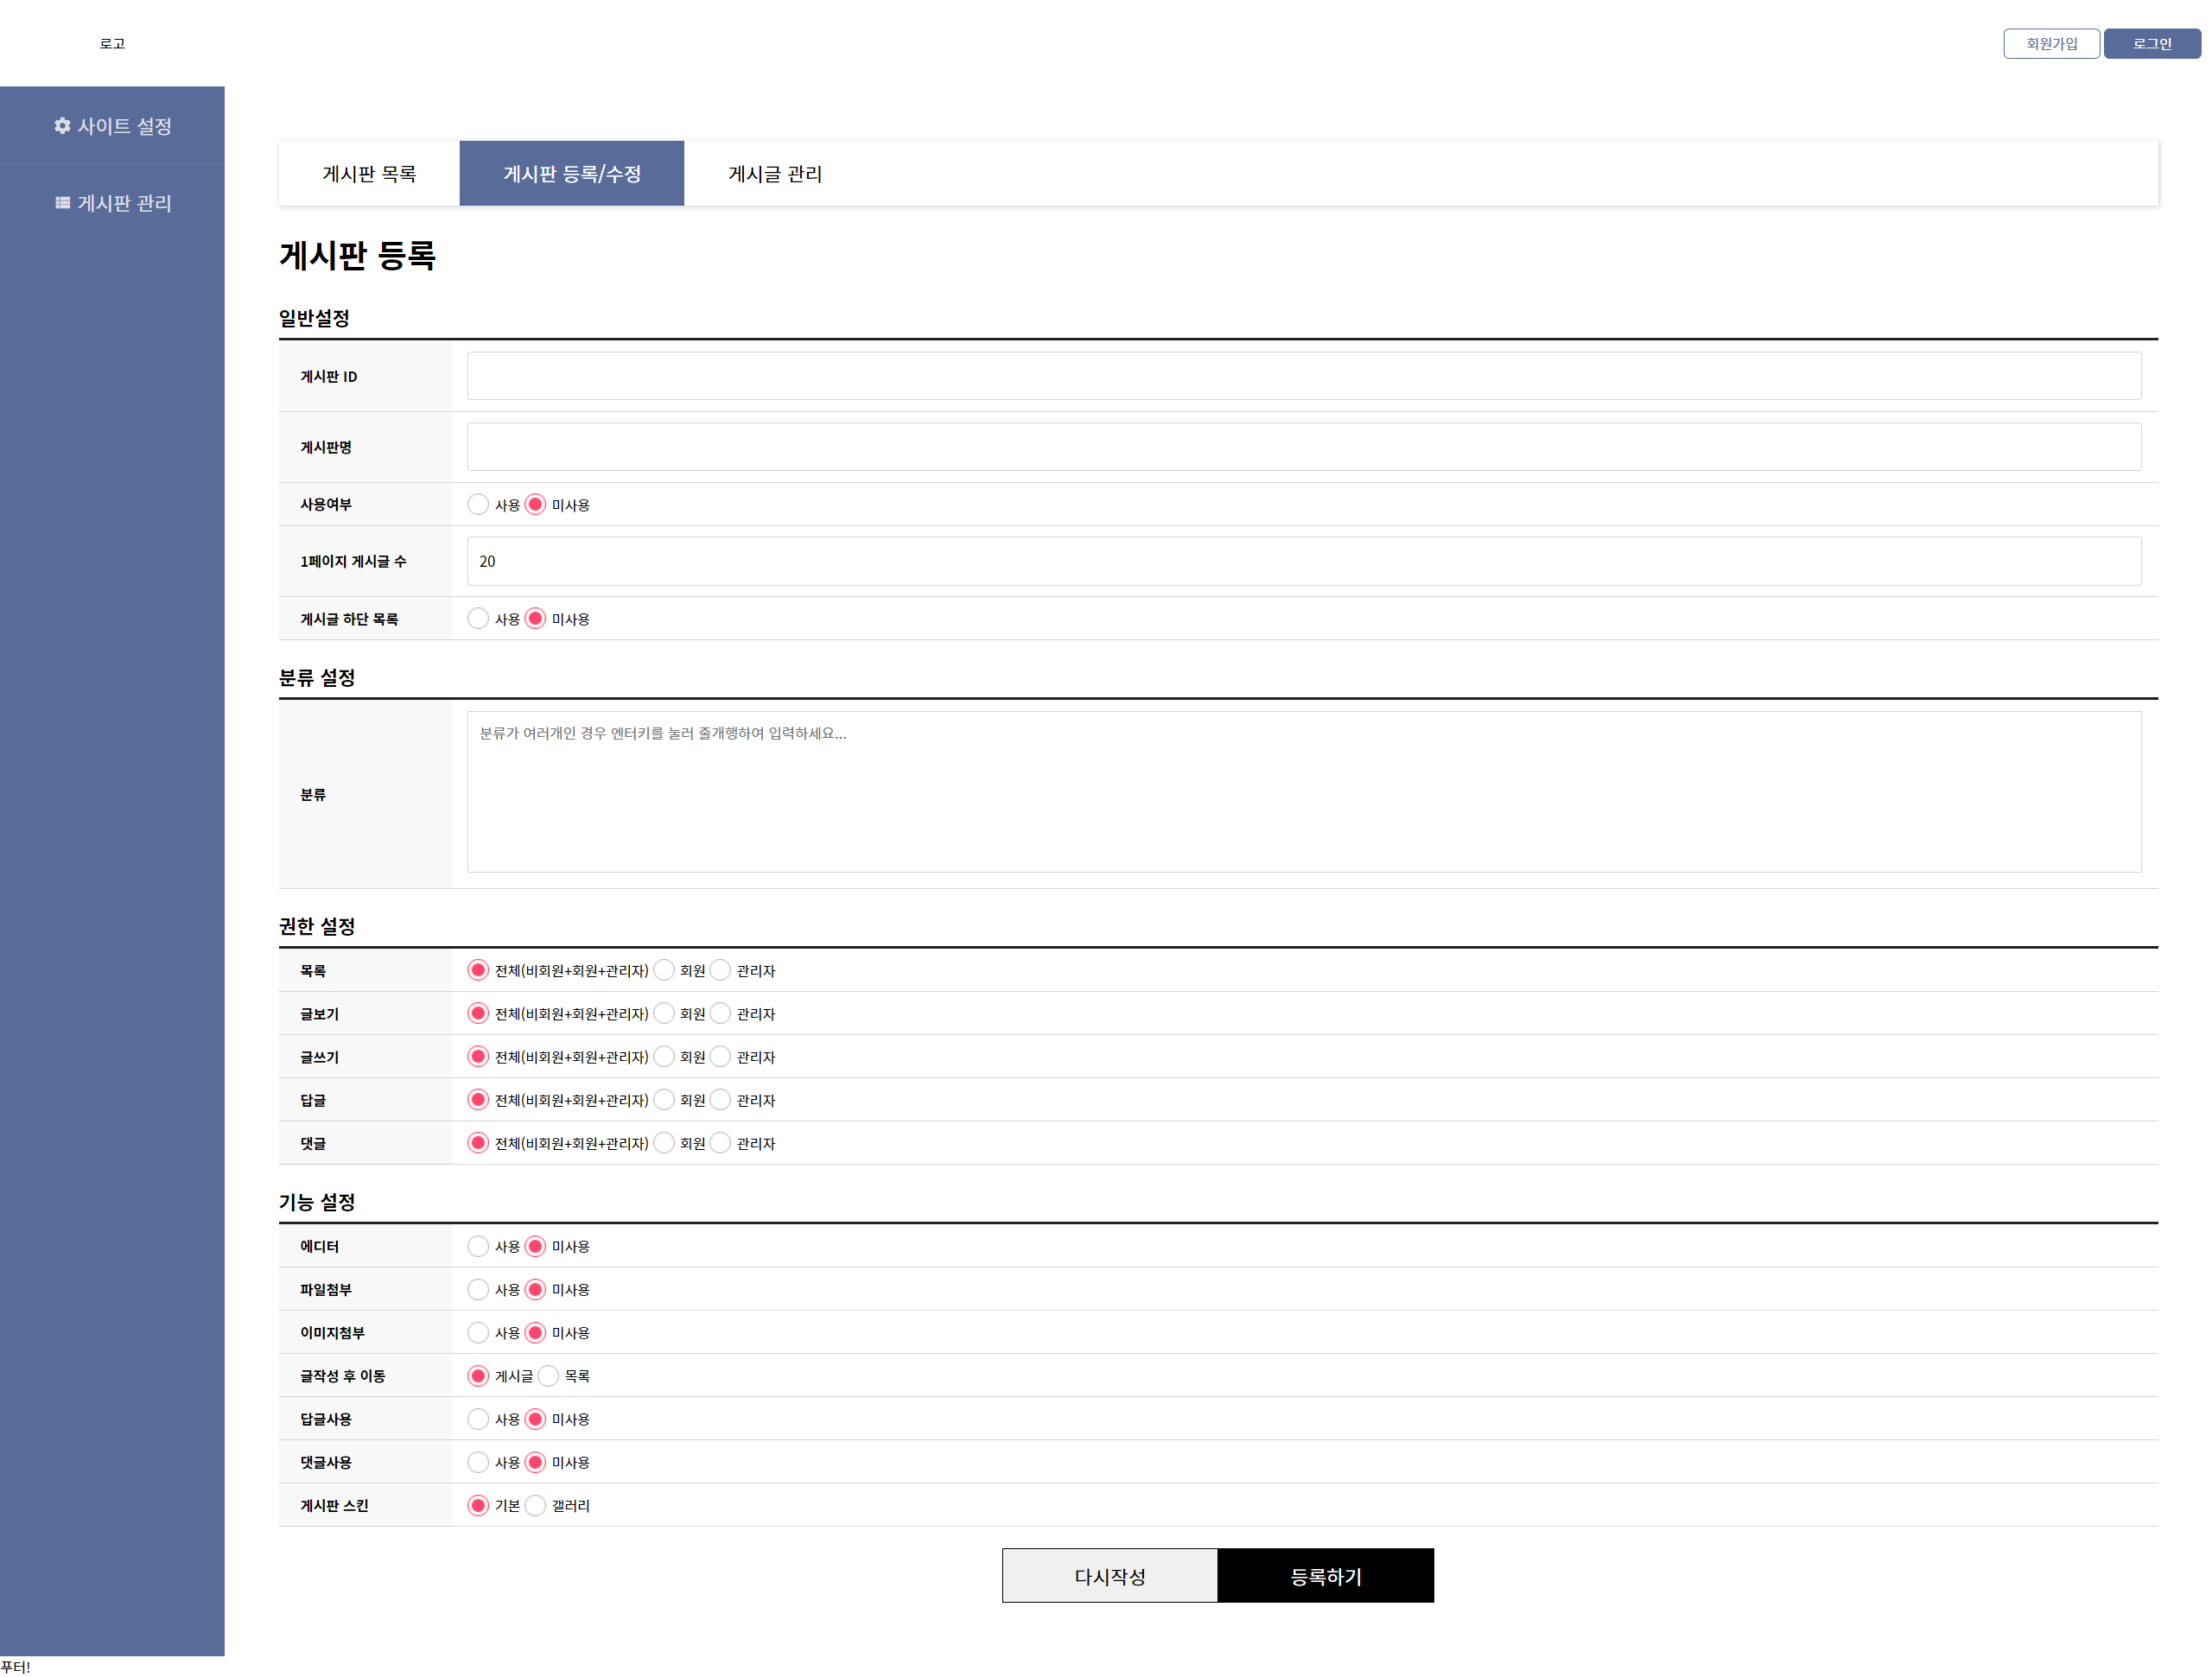 로고
회원가입 로그인
사이트 설정
게시판 관리
게시판 목록 게시판 등록/수정 게시글 관리
게시판 등록
일반설정
게시판 ID
게시판명
사용여부 사용 미사용
1페이지 게시글 수 20
게시글 하단 목록 사용 미사용
분류 설정
분류 분류가 여러개인 경우 엔터키를 눌러 줄개행하여 입력하세요...
권한 설정
목록 전체(비회원+회원+관리자) 회원 관리자
글보기 전체(비회원+회원+관리자) 회원 관리자
글쓰기 전체(비회원+회원+관리자) 회원 관리자
답글 전체(비회원+회원+관리자) 회원 관리자
댓글 전체(비회원+회원+관리자) 회원 관리자
기능 설정
에디터 사용 미사용
파일첨부 사용 미사용
이미지첨부 사용 미사용
글작성 후 이동 게시글 목록
답글사용 사용 미사용
댓글사용 사용 미사용
게시판 스킨 기본 갤러리
다시작성 등록하기
푸터!